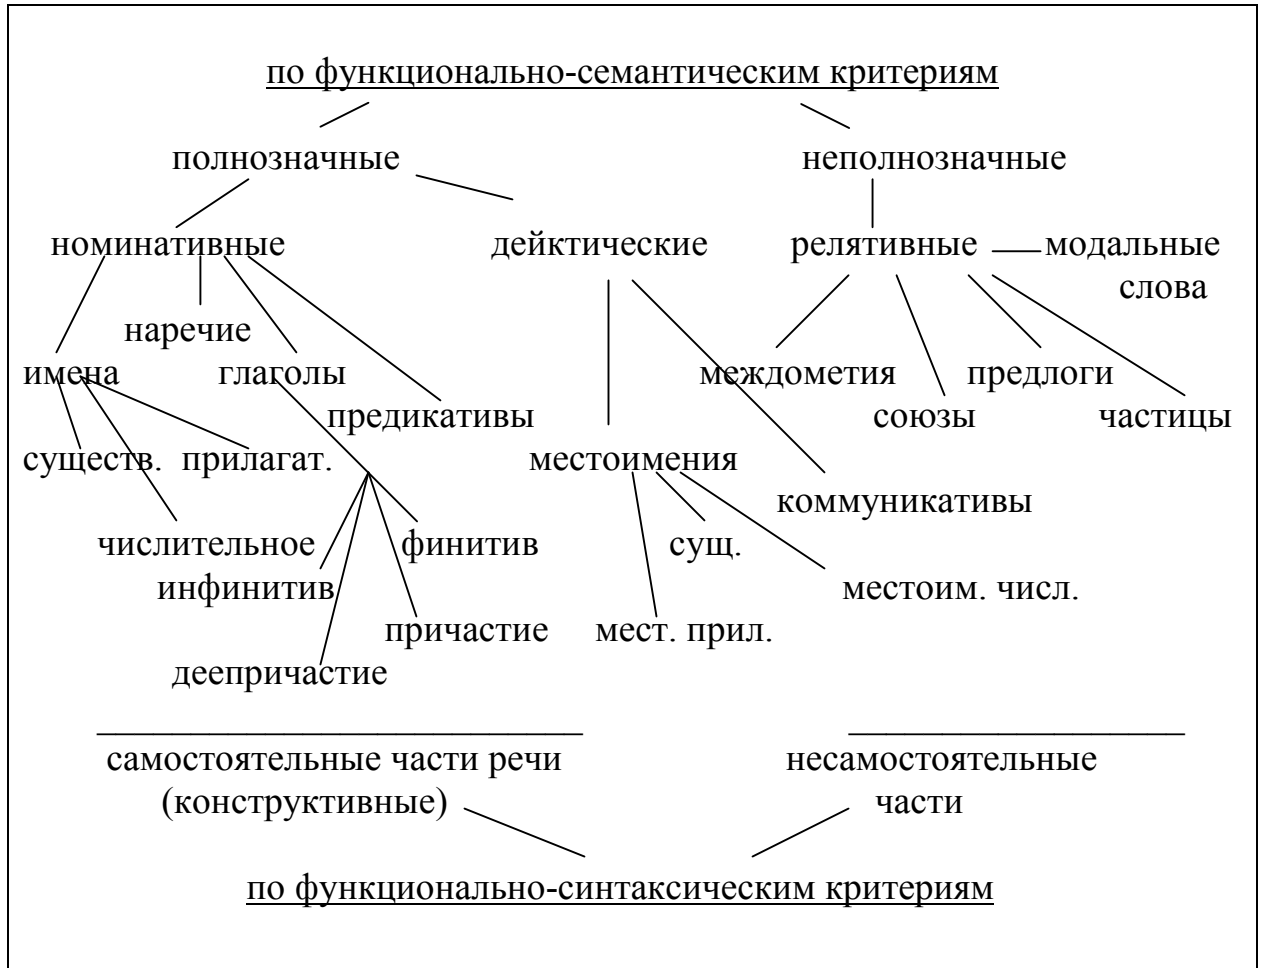 по функционально-семантическим критериям
полнозначные неполнозначные
номинативные дейктические релятивные модальные
слова
наречие
имена глаголы междометия предлоги
предикативы союзы частицы
существ. прилагат. местоимения
коммуникативы
числительное финитив сущ.
инфинитив местоим. числ.
причастие мест. прил.
деепричастие
самостоятельные части речи несамостоятельные
(конструктивные) части
по функционально-синтаксическим критериям